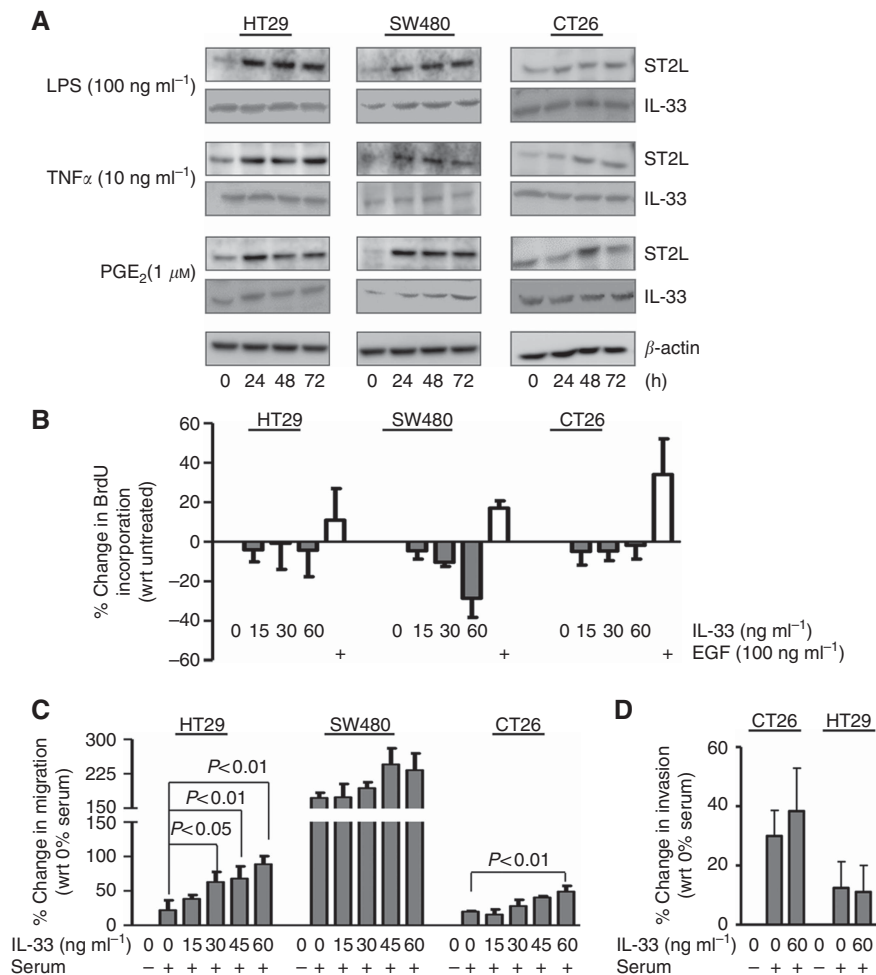 A
HT29 SW480 CT26
LPS (100 ng ml⁻¹)
ST2L
IL-33
TNFα (10 ng ml⁻¹)
ST2L
IL-33
PGE₂(1 μM)
ST2L
IL-33
β-actin
0 24 48 72 0 24 48 72 0 24 48 72 (h)
B
HT29 SW480 CT26
% Change in BrdU
incorporation
(wrt untreated)
60
40
20
0
–20
–40
–60
0 15 30 60 0 15 30 60 0 15 30 60 IL-33 (ng ml⁻¹)
+ + + EGF (100 ng ml⁻¹)
C
HT29 SW480 CT26
% Change in migration
(wrt 0% serum)
300
225
150
150
100
50
0
P<0.01
P<0.01
P<0.05
P<0.01
IL-33 (ng ml⁻¹) 0 0 15 30 45 60 0 0 15 30 45 60 0 0 15 30 45 60
Serum – + + + + + – + + + + + – + + + + +
D
CT26 HT29
% Change in invasion
(wrt 0% serum)
60
40
20
0
IL-33 (ng ml⁻¹) 0 0 60 0 0 60
Serum – + + – + +